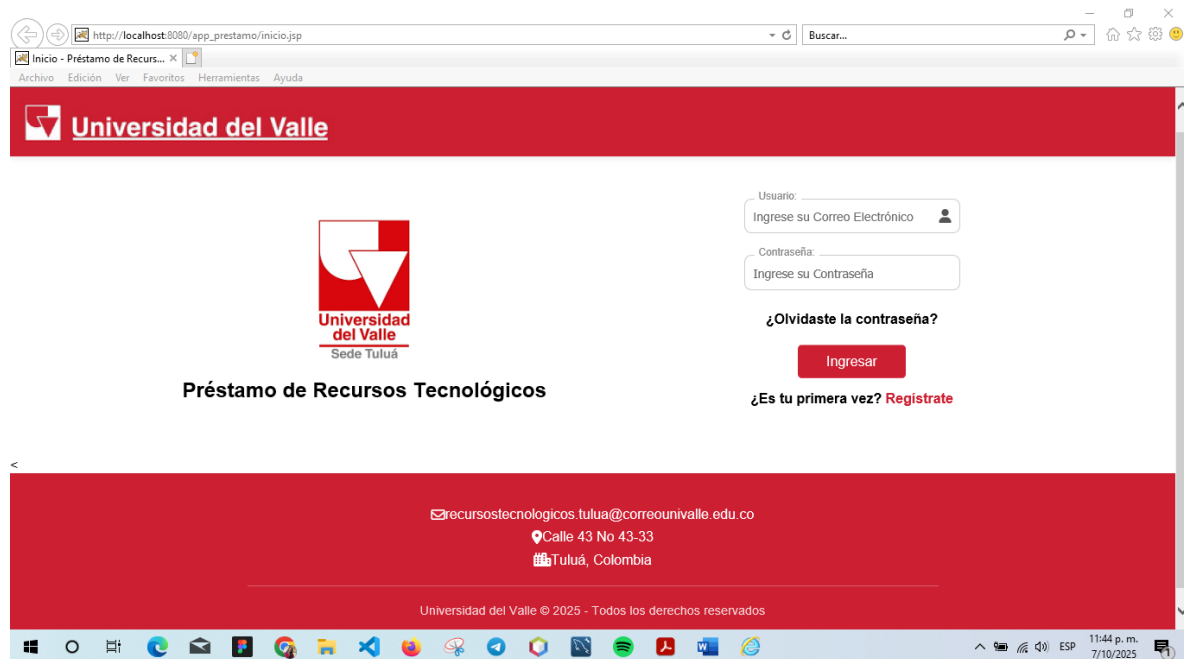 http://localhost:8080/app_prestamo/inicio.jsp
Buscar...
Inicio - Préstamo de Recurs...
Archivo Edición Ver Favoritos Herramientas Ayuda
Universidad del Valle
Usuario:
Ingrese su Correo Electrónico
Contraseña:
Ingrese su Contraseña
¿Olvidaste la contraseña?
Ingresar
¿Es tu primera vez? Regístrate
Universidad
del Valle
Sede Tuluá
Préstamo de Recursos Tecnológicos
<
recursostecnologicos.tulua@correounivalle.edu.co
Calle 43 No 43-33
Tuluá, Colombia
Universidad del Valle © 2025 - Todos los derechos reservados
ESP
11:44 p. m.
7/10/2025
1